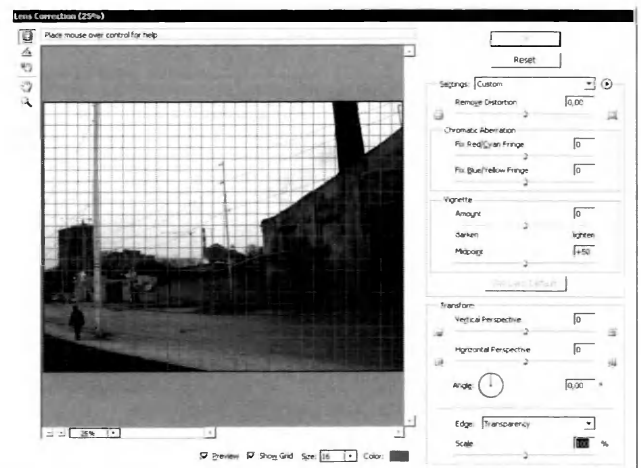 Lens Correction (25%)
Place mouse over control for help
Reset
Settings: Custom
Remove Distortion 0,00
Chromatic Aberration
Fix Red/Cyan Fringe 0
Fix Blue/Yellow Fringe 0
Vignette
Amount 0
darken lighten
Midpoint +50
Transform
Vertical Perspective 0
Horizontal Perspective 0
Angle: 0,00 °
Edge: Transparency
Scale 100 %
25%
Preview Show Grid Size: 16 Color: